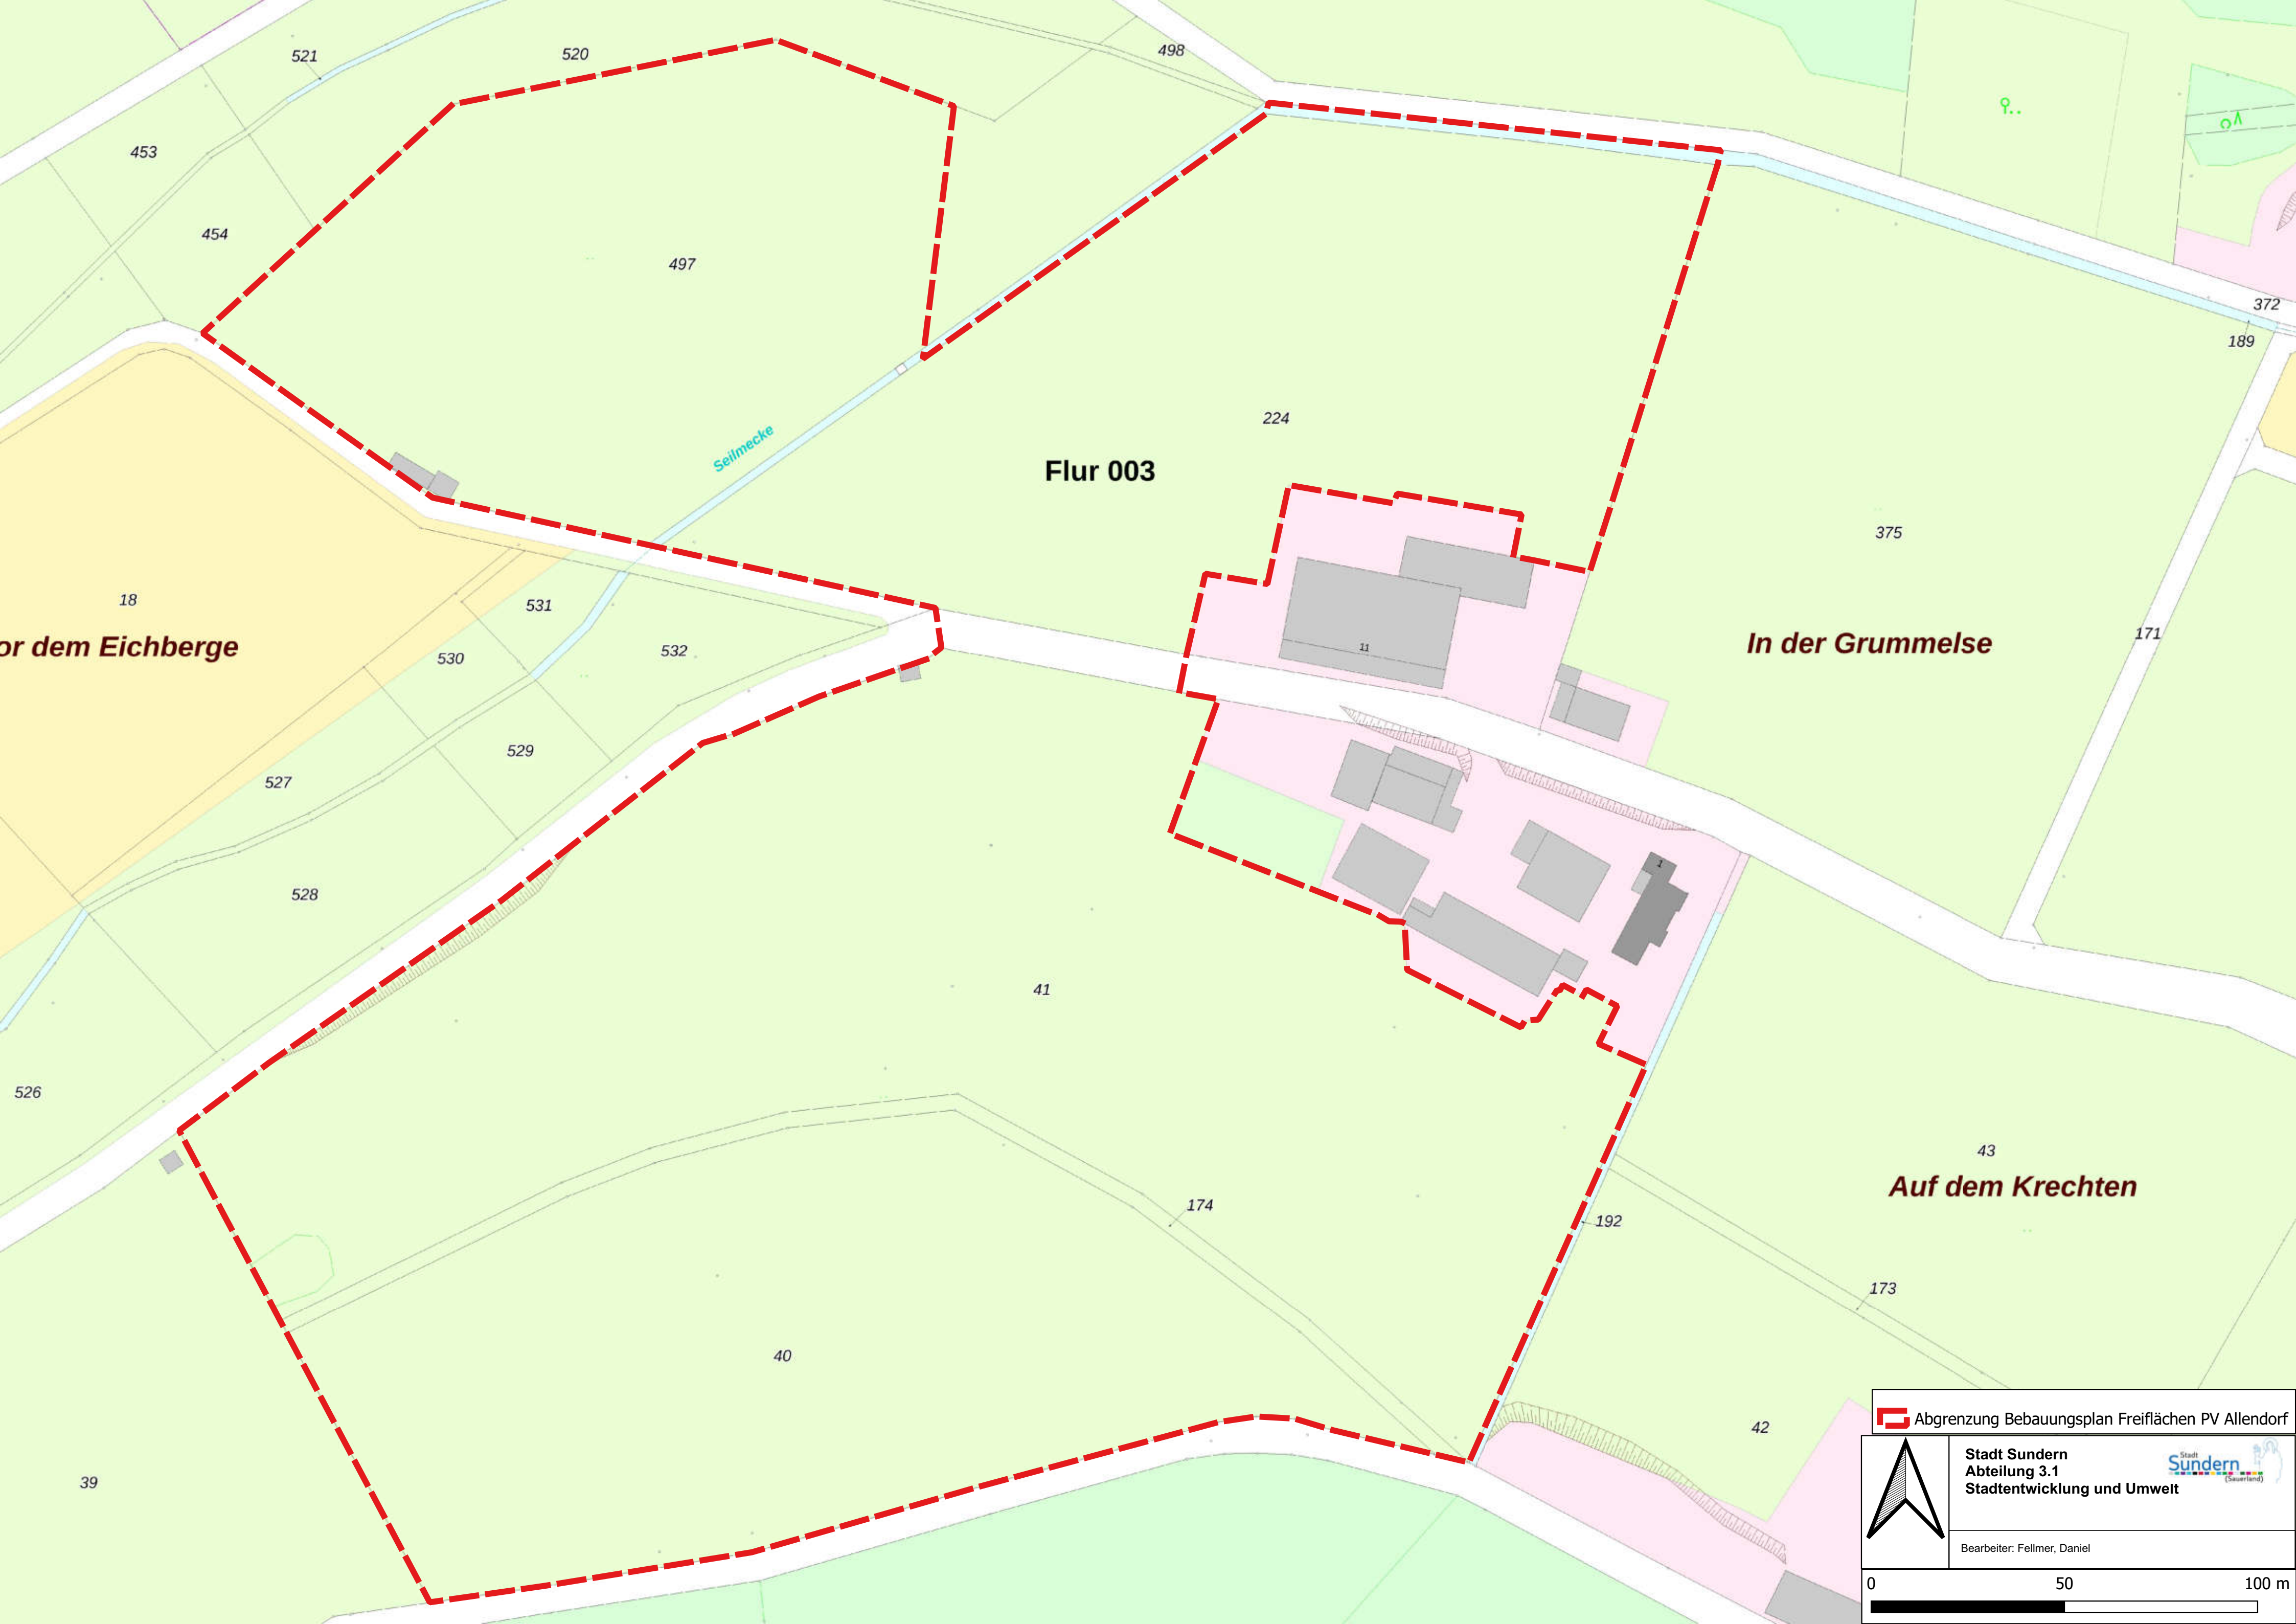 521
520
498
453
454
497
372
189
224
Seilmecke
Flur 003
375
18
531
171
In der Grummelse
or dem Eichberge
530
532
11
529
527
1
528
41
526
43
Auf dem Krechten
174
192
173
40
42
39
Abgrenzung Bebauungsplan Freiflächen PV Allendorf
Stadt Sundern
Abteilung 3.1
Stadtentwicklung und Umwelt
Stadt
Sundern
(Sauerland)
Bearbeiter: Fellmer, Daniel
0 50 100 m